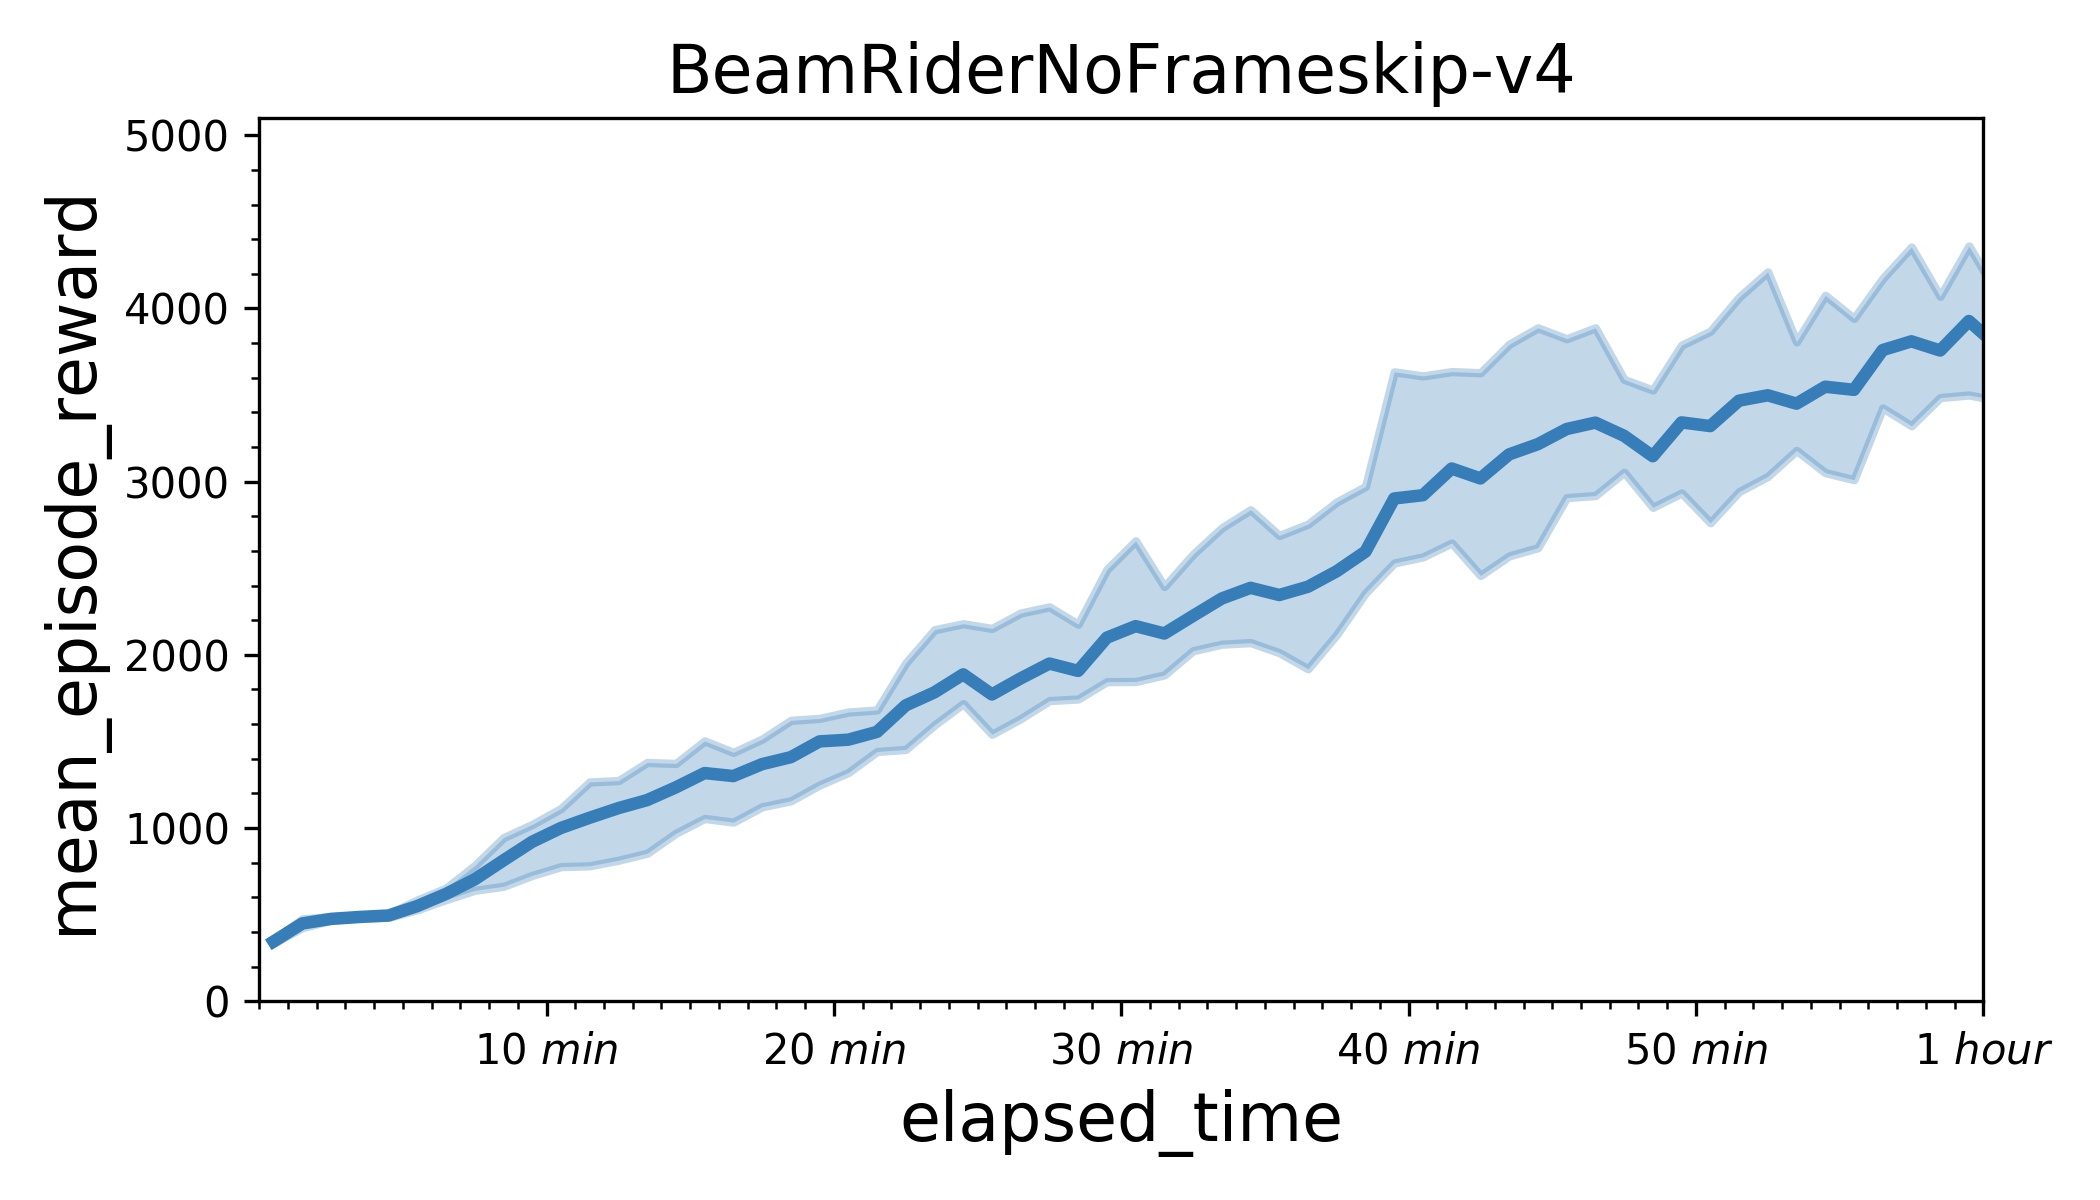 BeamRiderNoFrameskip-v4
mean_episode_reward
5000
4000
3000
2000
1000
0
10 min 20 min 30 min 40 min 50 min 1 hour
elapsed_time